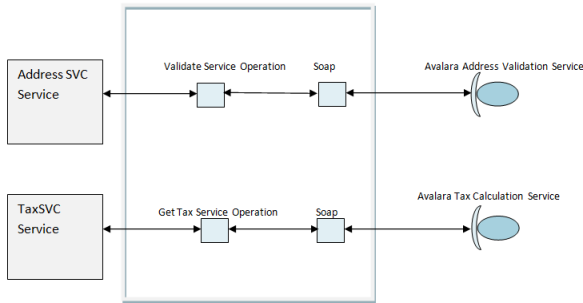 Validate Service Operation
Soap
Avalara Address Validation Service
Address SVC
Service
Get Tax Service Operation
Soap
Avalara Tax Calculation Service
TaxSVC
Service